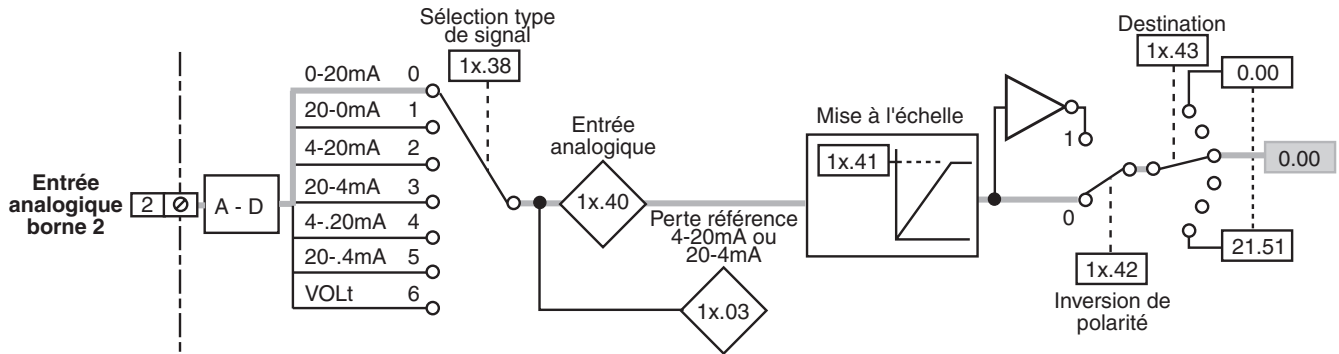 Sélection type
de signal
1x.38
Destination
1x.43
0-20mA 0
20-0mA 1
4-20mA 2
20-4mA 3
4-.20mA 4
20-.4mA 5
VOLt 6
Entrée
analogique
borne 2
2
A - D
Entrée
analogique
1x.40
Perte référence
4-20mA ou
20-4mA
1x.03
Mise à l'échelle
1x.41
1
0
1x.42
Inversion de
polarité
0.00
0.00
21.51